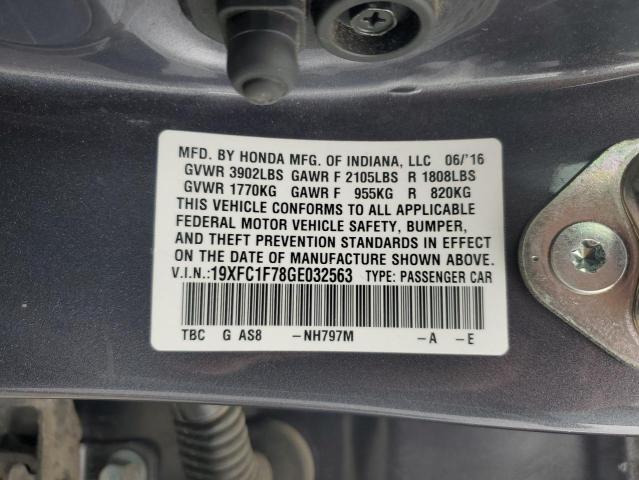 MFD. BY HONDA MFG. OF INDIANA, LLC 06/'16
GVWR 3902LBS GAWR F 2105LBS R 1808LBS
GVWR 1770KG GAWR F 955KG R 820KG
THIS VEHICLE CONFORMS TO ALL APPLICABLE
FEDERAL MOTOR VEHICLE SAFETY, BUMPER,
AND THEFT PREVENTION STANDARDS IN EFFECT
ON THE DATE OF MANUFACTURE SHOWN ABOVE.
V.I.N.:19XFC1F78GE032563 TYPE: PASSENGER CAR
TBC G AS8 -NH797M -A -E